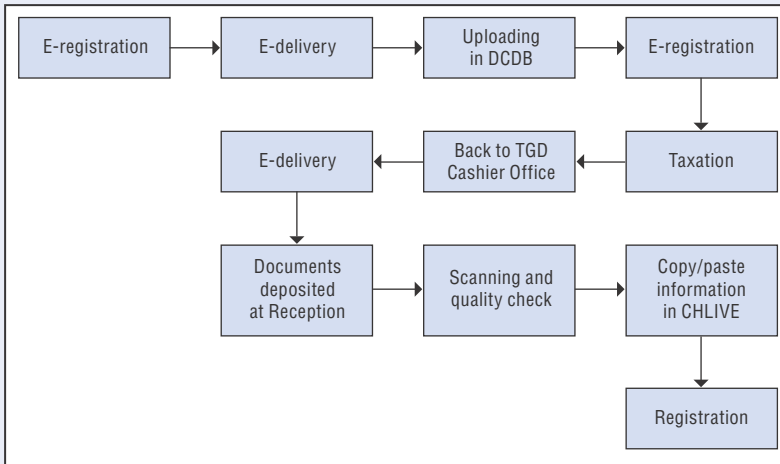 E-registration
E-delivery
Uploading
in DCDB
E-registration
Taxation
Back to TGD
Cashier Office
E-delivery
Documents
deposited
at Reception
Scanning and
quality check
Copy/paste
information
in CHLIVE
Registration